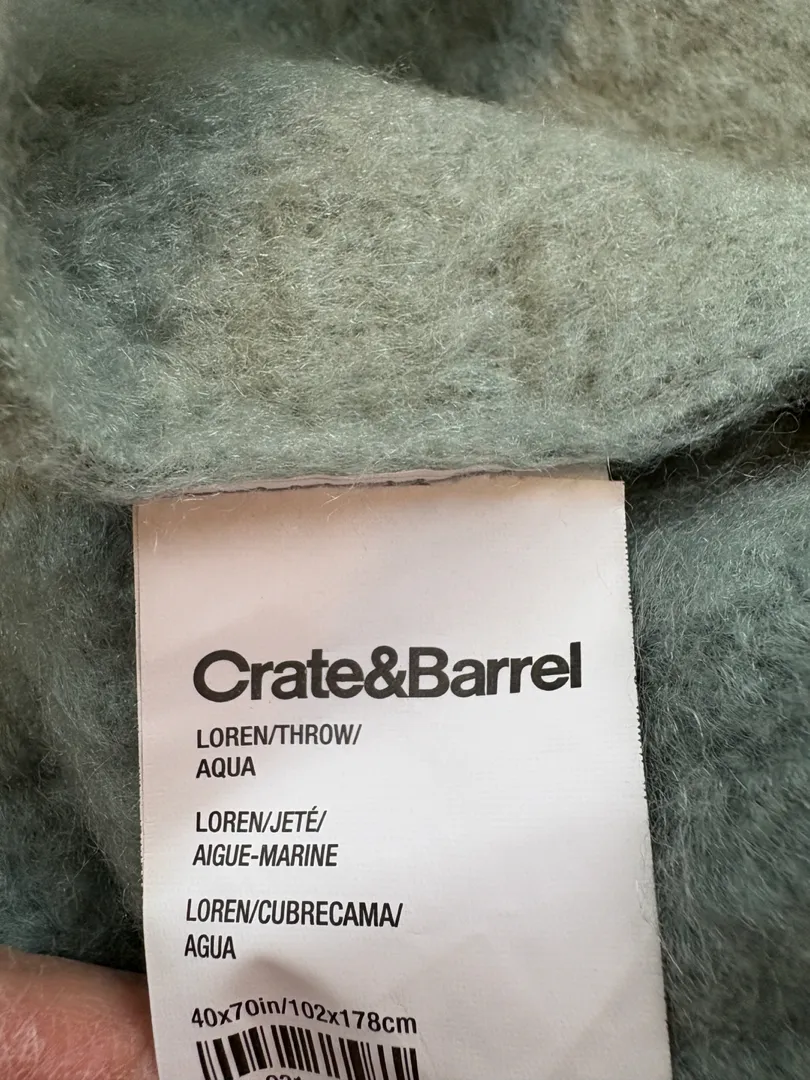 Crate&Barrel
LOREN/THROW/
AQUA
LOREN/JETÉ/
AIGUE-MARINE
LOREN/CUBRECAMA/
AGUA
40x70in/102x178cm